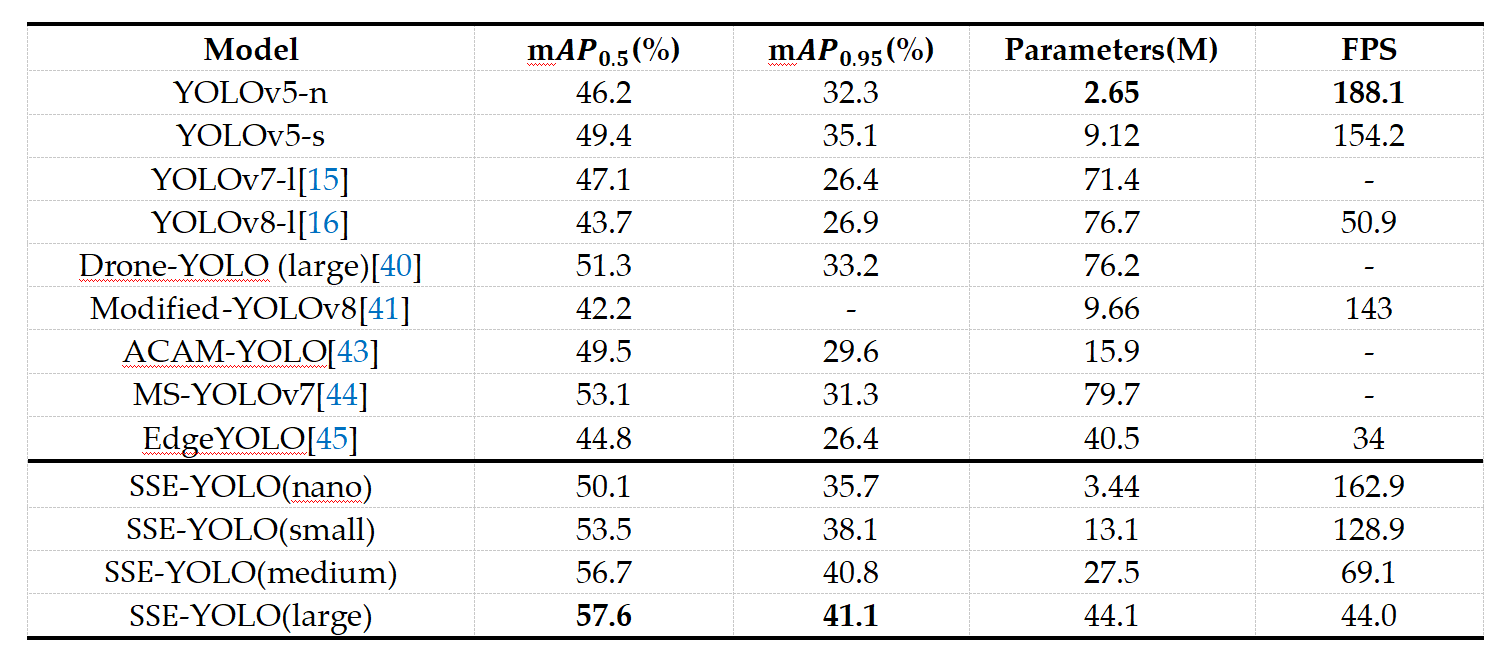 Model mAP0.5(%) mAP0.95(%) Parameters(M) FPS
YOLOv5-n 46.2 32.3 2.65 188.1
YOLOv5-s 49.4 35.1 9.12 154.2
YOLOv7-l[15] 47.1 26.4 71.4 -
YOLOv8-l[16] 43.7 26.9 76.7 50.9
Drone-YOLO (large)[40] 51.3 33.2 76.2 -
Modified-YOLOv8[41] 42.2 - 9.66 143
ACAM-YOLO[43] 49.5 29.6 15.9 -
MS-YOLOv7[44] 53.1 31.3 79.7 -
EdgeYOLO[45] 44.8 26.4 40.5 34
SSE-YOLO(nano) 50.1 35.7 3.44 162.9
SSE-YOLO(small) 53.5 38.1 13.1 128.9
SSE-YOLO(medium) 56.7 40.8 27.5 69.1
SSE-YOLO(large) 57.6 41.1 44.1 44.0